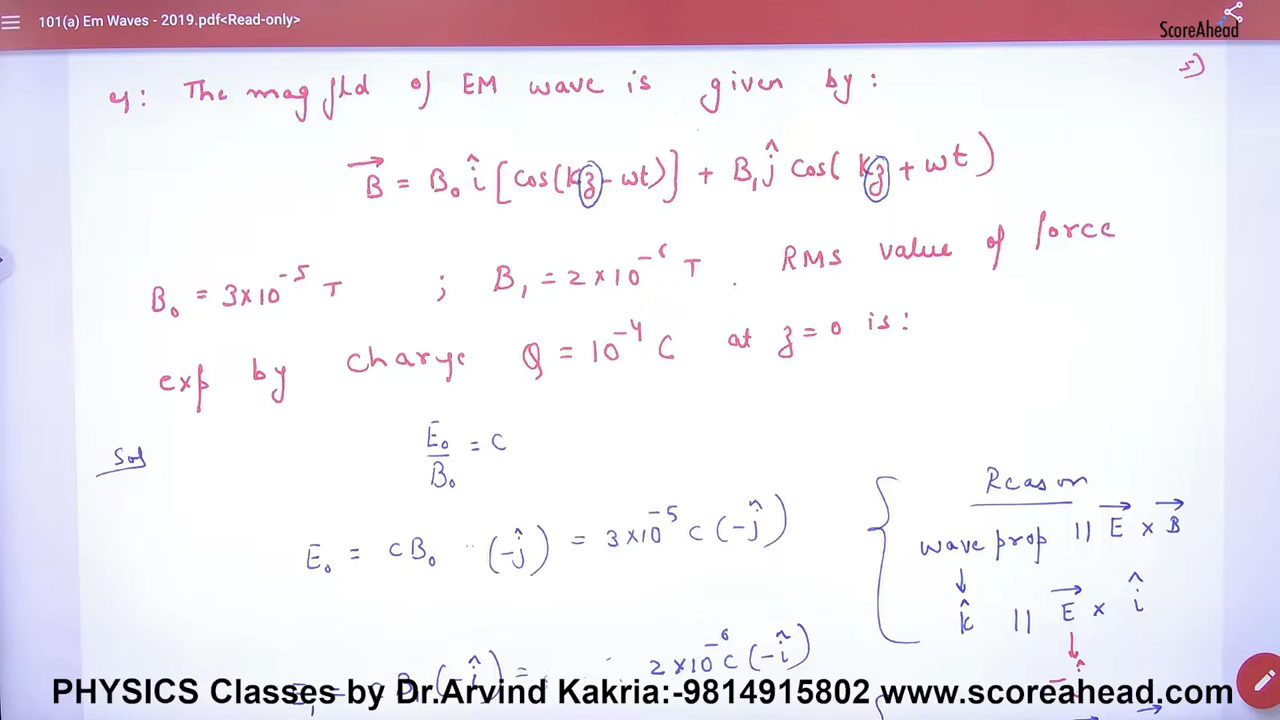 101(a) Em Waves - 2019.pdf<Read-only>
ScoreAhead
5)
Q: The mag fld of EM wave is given by:
B⃗ = B₀ î [cos(kz - ωt)] + B₁ ĵ cos(kz + ωt)
B₀ = 3×10⁻⁵ T ; B₁ = 2×10⁻⁶ T. RMS value of force
exp by charge Q = 10⁻⁴ C at z = 0 is:
Sol
E₀/B₀ = C
E₀ = CB₀ (-ĵ) = 3×10⁻⁵ C (-ĵ)
Reason
wave prop || E⃗ × B⃗
↓
k̂ || E⃗ × î
↓
-ĵ
(-î) = 2×10⁻⁶ C (-î)
PHYSICS Classes by Dr.Arvind Kakria:-9814915802 www.scoreahead.com